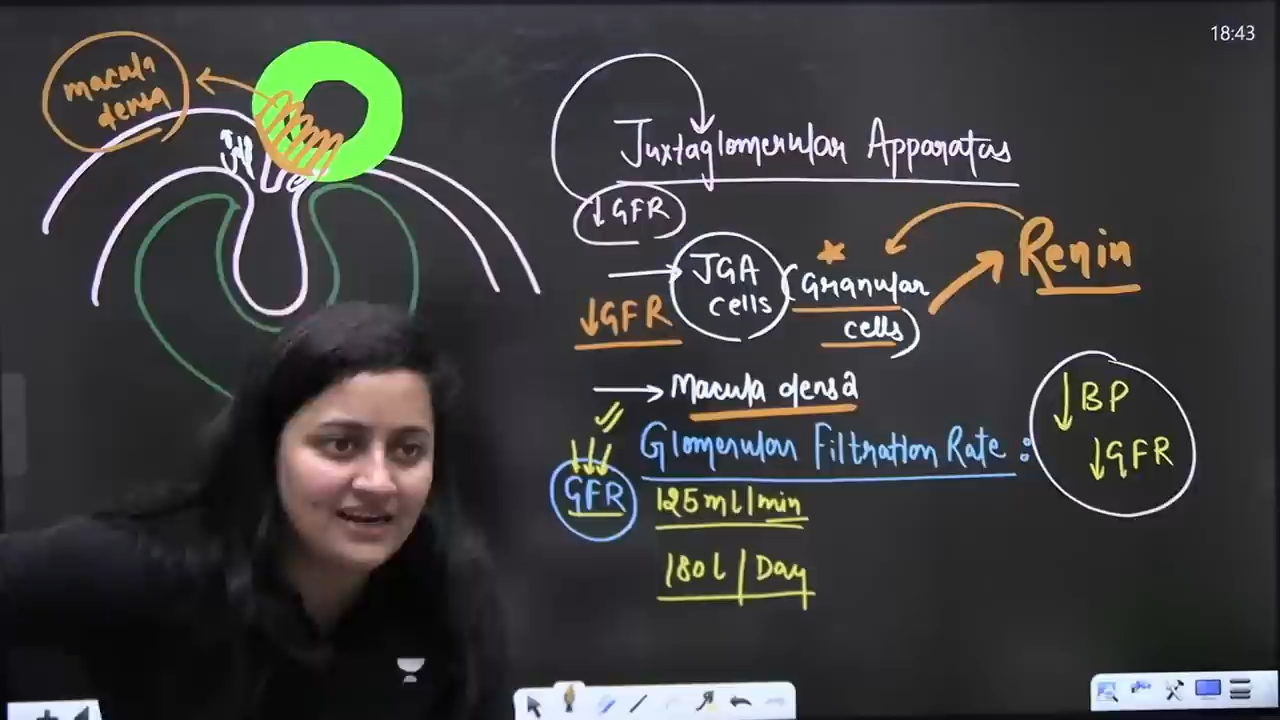 18:43
macula
densa
Juxtaglomerular Apparatus
↓GFR
→ JGA
cells
(Granular
cells)
Renin
↓GFR
→ Macula densa
Glomerular Filtration Rate :
GFR
125ml/min
180l/Day
↓BP
↓GFR